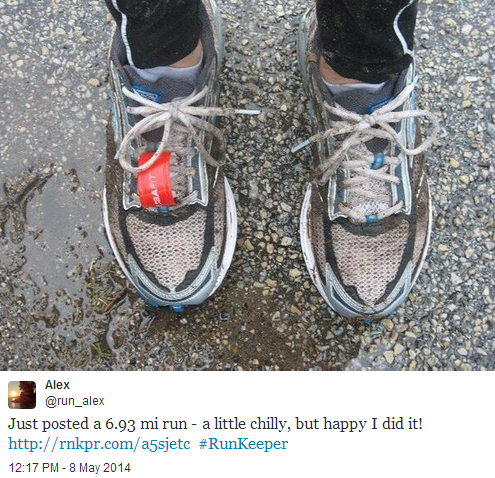 Alex
@run_alex
Just posted a 6.93 mi run - a little chilly, but happy I did it!
http://rnkpr.com/a5sjetc #RunKeeper
12:17 PM - 8 May 2014